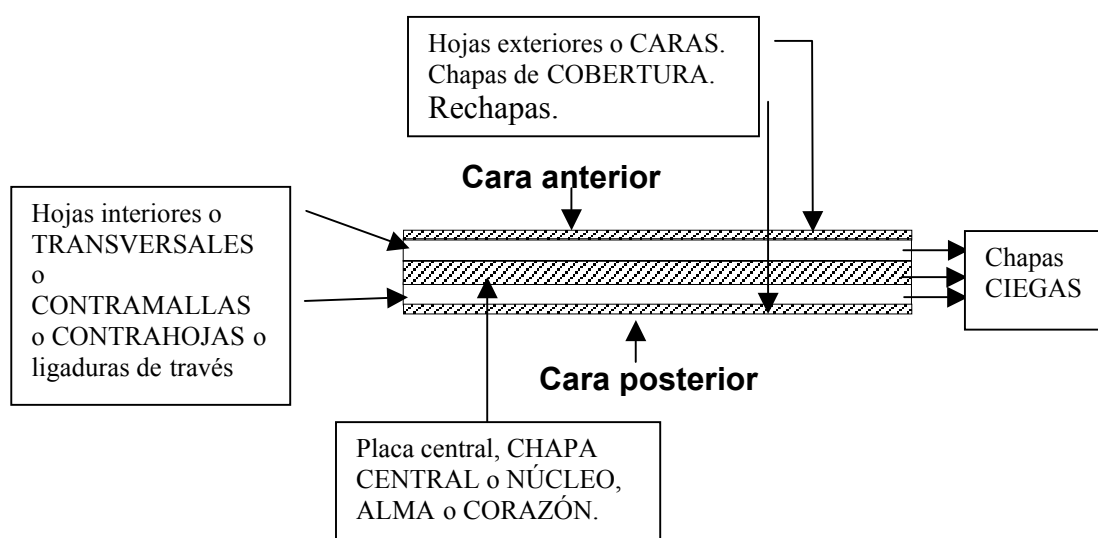 Hojas exteriores o CARAS.
Chapas de COBERTURA.
Rechapas.
Cara anterior
Hojas interiores o
TRANSVERSALES
o
CONTRAMALLAS
o CONTRAHOJAS o
ligaduras de través
Chapas
CIEGAS
Cara posterior
Placa central, CHAPA
CENTRAL o NÚCLEO,
ALMA o CORAZÓN.